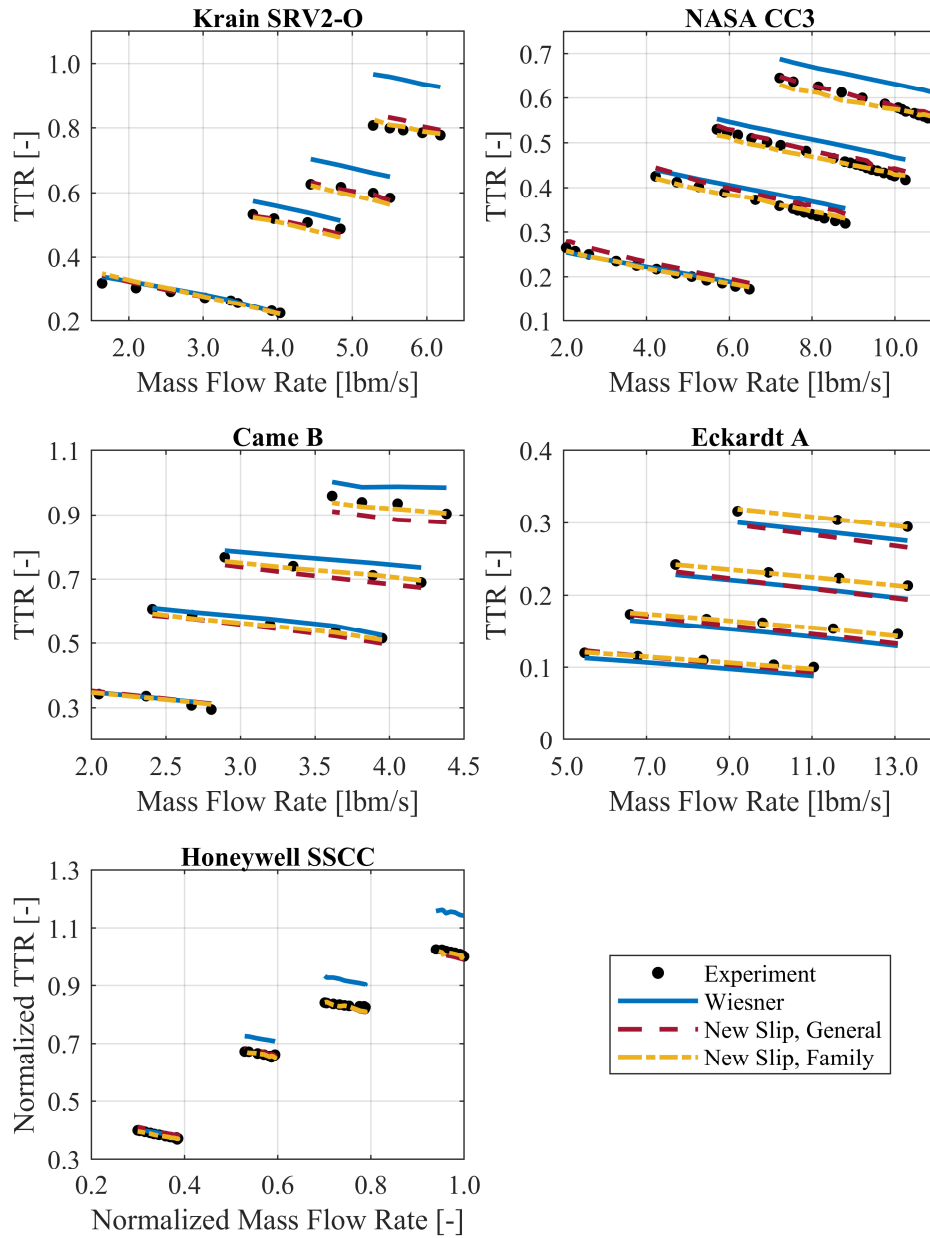 Krain SRV2-O
1.0
0.8
0.6
0.4
0.2
TTR [-]
2.0 3.0 4.0 5.0 6.0
Mass Flow Rate [lbm/s]
NASA CC3
0.7
0.6
0.5
0.4
0.3
0.2
0.1
TTR [-]
2.0 4.0 6.0 8.0 10.0
Mass Flow Rate [lbm/s]
Came B
1.1
0.9
0.7
0.5
0.3
TTR [-]
2.0 2.5 3.0 3.5 4.0 4.5
Mass Flow Rate [lbm/s]
Eckardt A
0.4
0.3
0.2
0.1
0
TTR [-]
5.0 7.0 9.0 11.0 13.0
Mass Flow Rate [lbm/s]
Honeywell SSCC
1.3
1.1
0.9
0.7
0.5
0.3
Normalized TTR [-]
0.2 0.4 0.6 0.8 1.0
Normalized Mass Flow Rate [-]
Experiment
Wiesner
New Slip, General
New Slip, Family